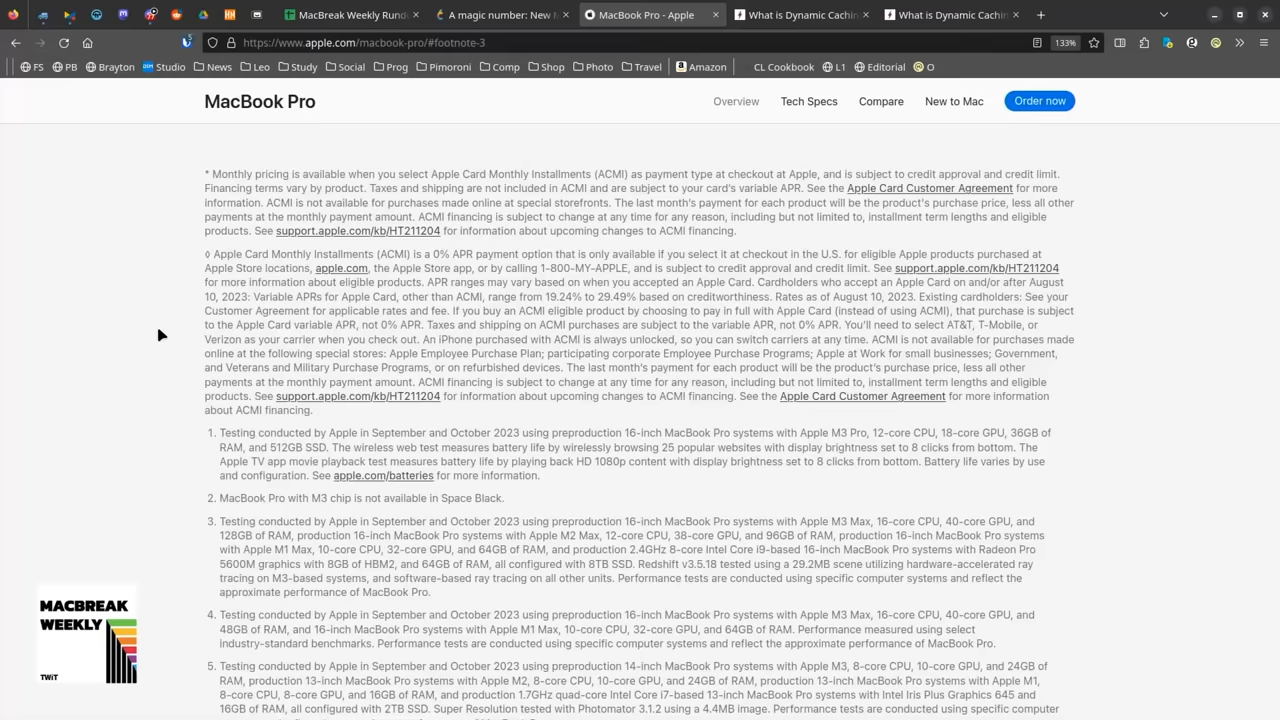 MacBreak Weekly Rund
A magic number: New M
MacBook Pro - Apple
What is Dynamic Cachin
What is Dynamic Cachin
https://www.apple.com/macbook-pro/#footnote-3
133%
FS PB Brayton Studio News Leo Study Social Prog Pimoroni Comp Shop Photo Travel Amazon CL Cookbook L1 Editorial O
MacBook Pro
Overview Tech Specs Compare New to Mac Order now
* Monthly pricing is available when you select Apple Card Monthly Installments (ACMI) as payment type at checkout at Apple, and is subject to credit approval and credit limit.
Financing terms vary by product. Taxes and shipping are not included in ACMI and are subject to your card's variable APR. See the Apple Card Customer Agreement for more
information. ACMI is not available for purchases made online at special storefronts. The last month's payment for each product will be the product's purchase price, less all other
payments at the monthly payment amount. ACMI financing is subject to change at any time for any reason, including but not limited to, installment term lengths and eligible
products. See support.apple.com/kb/HT211204 for information about upcoming changes to ACMI financing.
◊ Apple Card Monthly Installments (ACMI) is a 0% APR payment option that is only available if you select it at checkout in the U.S. for eligible Apple products purchased at
Apple Store locations, apple.com, the Apple Store app, or by calling 1-800-MY-APPLE, and is subject to credit approval and credit limit. See support.apple.com/kb/HT211204
for more information about eligible products. APR ranges may vary based on when you accepted an Apple Card. Cardholders who accept an Apple Card on and/or after August
10, 2023: Variable APRs for Apple Card, other than ACMI, range from 19.24% to 29.49% based on creditworthiness. Rates as of August 10, 2023. Existing cardholders: See your
Customer Agreement for applicable rates and fee. If you buy an ACMI eligible product by choosing to pay in full with Apple Card (instead of using ACMI), that purchase is subject
to the Apple Card variable APR, not 0% APR. Taxes and shipping on ACMI purchases are subject to the variable APR, not 0% APR. You'll need to select AT&T, T-Mobile, or
Verizon as your carrier when you check out. An iPhone purchased with ACMI is always unlocked, so you can switch carriers at any time. ACMI is not available for purchases made
online at the following special stores: Apple Employee Purchase Plan; participating corporate Employee Purchase Programs; Apple at Work for small businesses; Government,
and Veterans and Military Purchase Programs, or on refurbished devices. The last month's payment for each product will be the product's purchase price, less all other
payments at the monthly payment amount. ACMI financing is subject to change at any time for any reason, including but not limited to, installment term lengths and eligible
products. See support.apple.com/kb/HT211204 for information about upcoming changes to ACMI financing. See the Apple Card Customer Agreement for more information
about ACMI financing.
1. Testing conducted by Apple in September and October 2023 using preproduction 16-inch MacBook Pro systems with Apple M3 Pro, 12-core CPU, 18-core GPU, 36GB of
RAM, and 512GB SSD. The wireless web test measures battery life by wirelessly browsing 25 popular websites with display brightness set to 8 clicks from bottom. The
Apple TV app movie playback test measures battery life by playing back HD 1080p content with display brightness set to 8 clicks from bottom. Battery life varies by use
and configuration. See apple.com/batteries for more information.
2. MacBook Pro with M3 chip is not available in Space Black.
3. Testing conducted by Apple in September and October 2023 using preproduction 16-inch MacBook Pro systems with Apple M3 Max, 16-core CPU, 40-core GPU, and
128GB of RAM, production 16-inch MacBook Pro systems with Apple M2 Max, 12-core CPU, 38-core GPU, and 96GB of RAM, production 16-inch MacBook Pro systems
with Apple M1 Max, 10-core CPU, 32-core GPU, and 64GB of RAM, and production 2.4GHz 8-core Intel Core i9-based 16-inch MacBook Pro systems with Radeon Pro
5600M graphics with 8GB of HBM2, and 64GB of RAM, all configured with 8TB SSD. Redshift v3.5.18 tested using a 29.2MB scene utilizing hardware-accelerated ray
tracing on M3-based systems, and software-based ray tracing on all other units. Performance tests are conducted using specific computer systems and reflect the
approximate performance of MacBook Pro.
4. Testing conducted by Apple in September and October 2023 using preproduction 16-inch MacBook Pro systems with Apple M3 Max, 16-core CPU, 40-core GPU, and
48GB of RAM, and 16-inch MacBook Pro systems with Apple M1 Max, 10-core CPU, 32-core GPU, and 64GB of RAM. Performance measured using select
industry-standard benchmarks. Performance tests are conducted using specific computer systems and reflect the approximate performance of MacBook Pro.
5. Testing conducted by Apple in September and October 2023 using preproduction 14-inch MacBook Pro systems with Apple M3, 8-core CPU, 10-core GPU, and 24GB of
RAM, production 13-inch MacBook Pro systems with Apple M2, 8-core CPU, 10-core GPU, and 24GB of RAM, production 13-inch MacBook Pro systems with Apple M1,
8-core CPU, 8-core GPU, and 16GB of RAM, and production 1.7GHz quad-core Intel Core i7-based 13-inch MacBook Pro systems with Intel Iris Plus Graphics 645 and
16GB of RAM, all configured with 2TB SSD. Super Resolution tested with Photomator 3.1.2 using a 4.4MB image. Performance tests are conducted using specific computer
MACBREAK
WEEKLY
TWiT